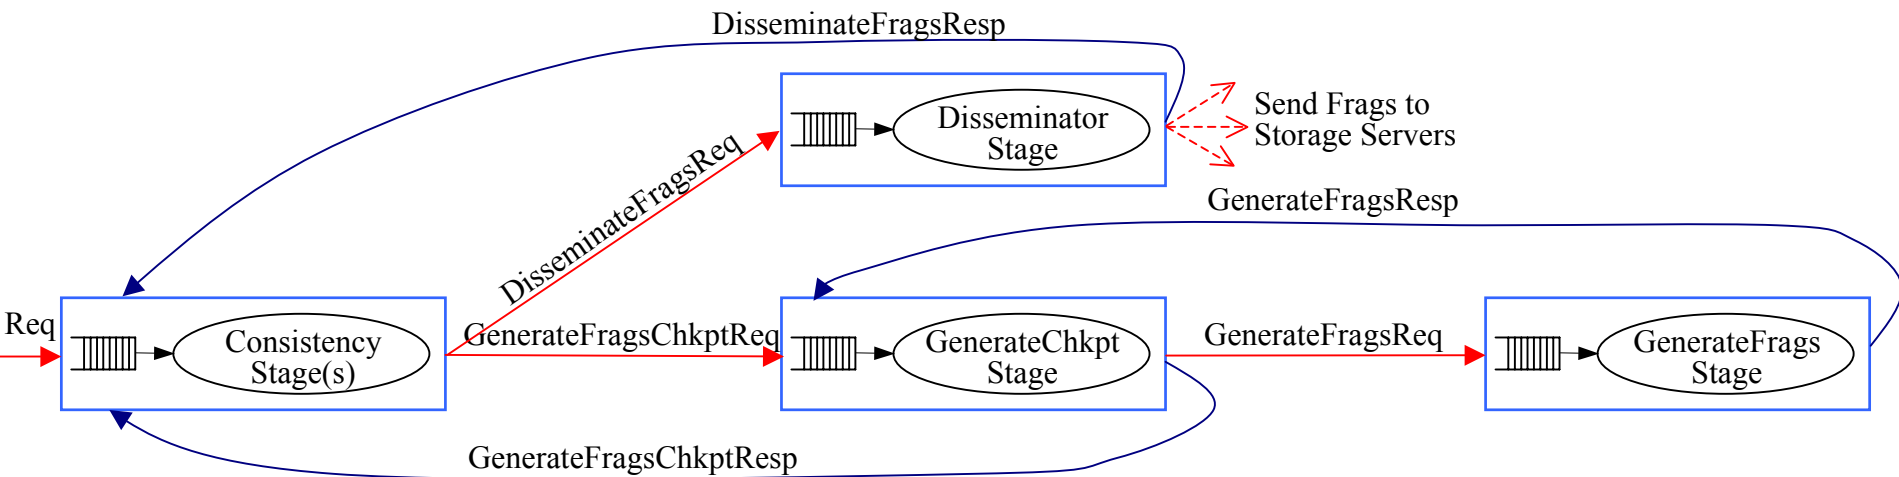 DisseminateFragsResp
Disseminator
Stage
Send Frags to
Storage Servers
DisseminateFragsReq
GenerateFragsResp
Req
Consistency
Stage(s)
GenerateFragsChkptReq
GenerateChkpt
Stage
GenerateFragsReq
GenerateFrags
Stage
GenerateFragsChkptResp